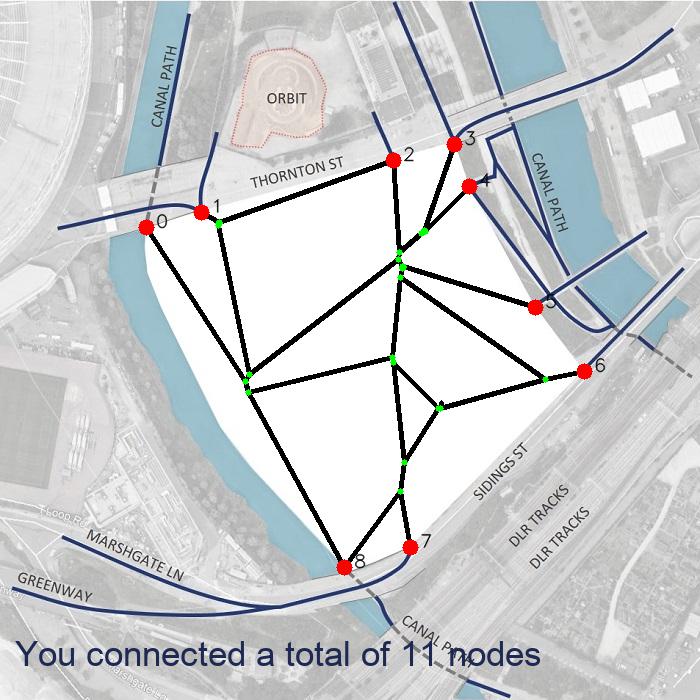 CANAL PATH
ORBIT
THORNTON ST
3
2
4
CANAL PATH
1
0
5
6
SIDINGS ST
DLR TRACKS
DLR TRACKS
7
8
MARSHGATE LN
GREENWAY
CANAL PATH
You connected a total of 11 nodes